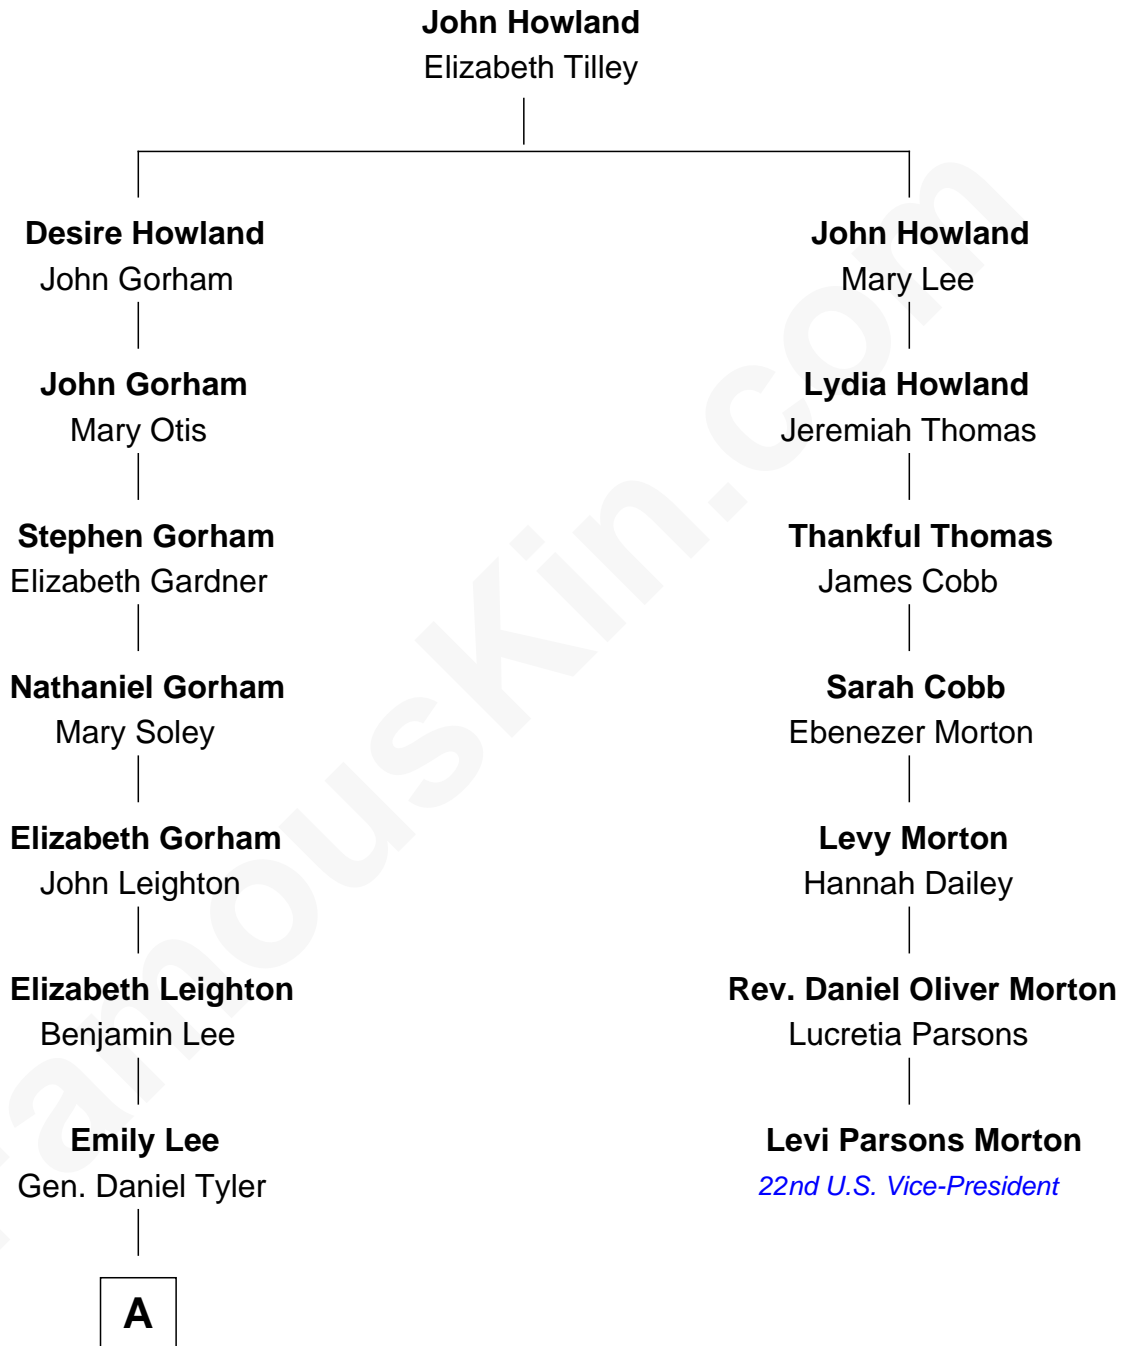 John Howland
Elizabeth Tilley
Desire Howland
John Gorham
John Howland
Mary Lee
John Gorham
Mary Otis
Lydia Howland
Jeremiah Thomas
Stephen Gorham
Elizabeth Gardner
Thankful Thomas
James Cobb
Nathaniel Gorham
Mary Soley
Sarah Cobb
Ebenezer Morton
Elizabeth Gorham
John Leighton
Levy Morton
Hannah Dailey
Elizabeth Leighton
Benjamin Lee
Rev. Daniel Oliver Morton
Lucretia Parsons
Emily Lee
Gen. Daniel Tyler
Levi Parsons Morton
22nd U.S. Vice-President
A
FamousKin.com